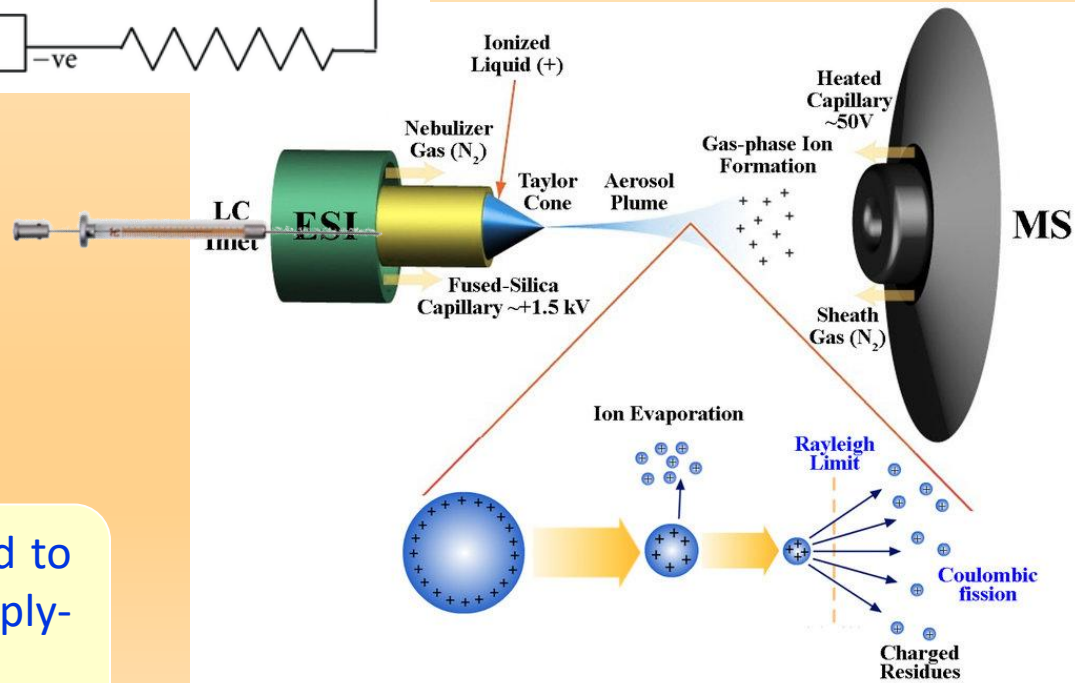 −ve
Ionized
Liquid (+)
Nebulizer
Gas (N2)
Heated
Capillary
~50V
Gas-phase Ion
Formation
Taylor
Cone
Aerosol
Plume
LC
Inlet
ESI
MS
Fused-Silica
Capillary ~+1.5 kV
Sheath
Gas (N2)
Ion Evaporation
Rayleigh
Limit
Coulombic
fission
Charged
Residues
d to
ply-